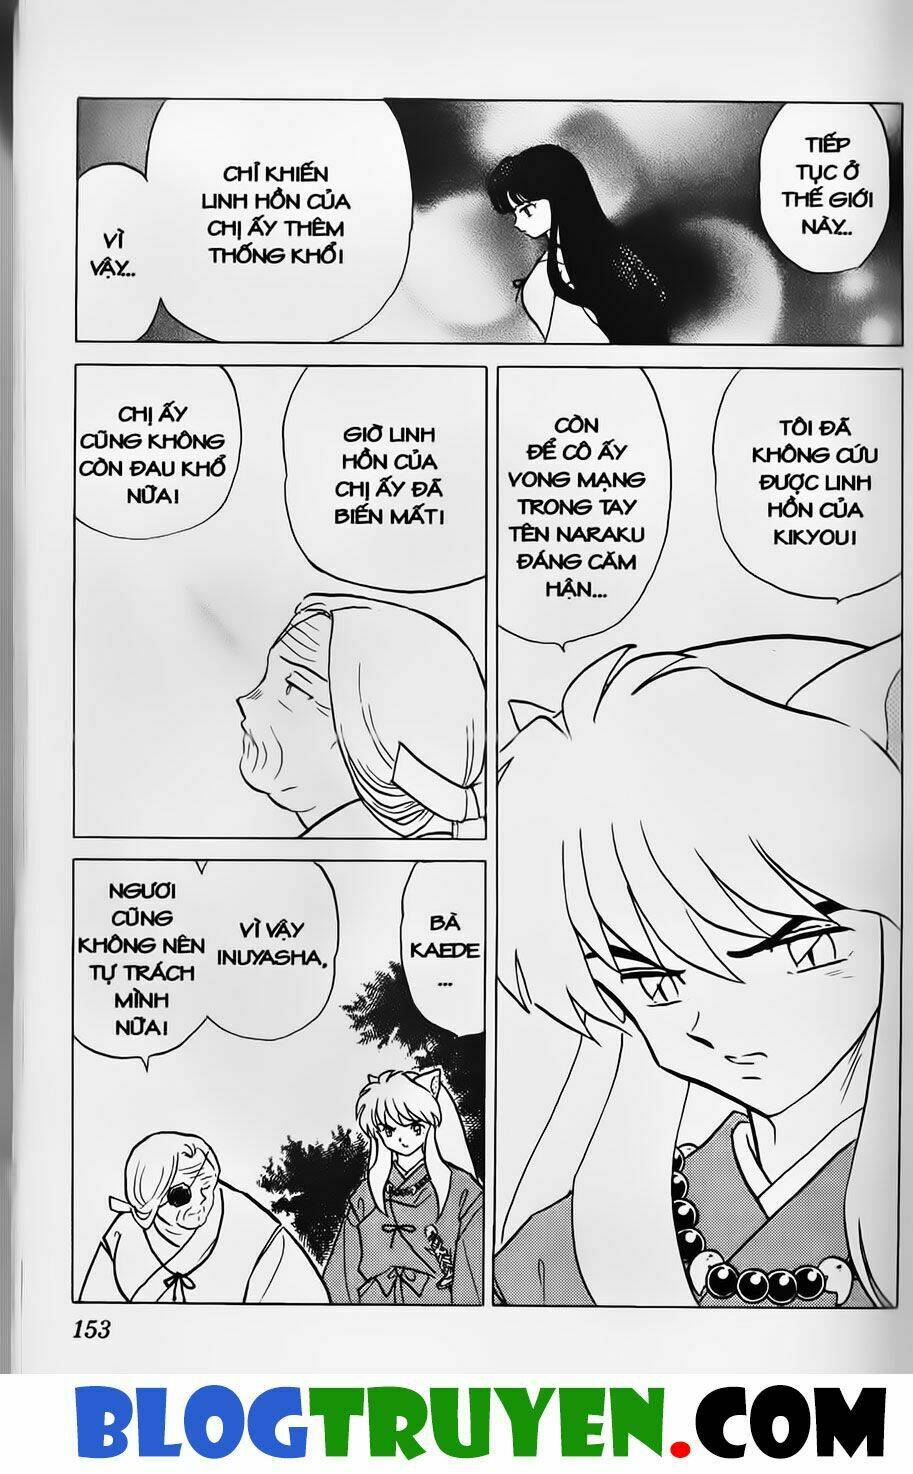 TIẾP
TỤC Ở
THẾ GIỚI
NÀY...
CHỈ KHIẾN
LINH HỒN CỦA
CHỊ ẤY THÊM
THỐNG KHỔ!
VÌ
VẬY...
TÔI ĐÃ
KHÔNG CỨU
ĐƯỢC LINH
HỒN CỦA
KIKYOU!
CÒN
ĐỂ CÔ ẤY
VONG MẠNG
TRONG TAY
TÊN NARAKU
ĐÁNG CĂM
HẬN...
GIỜ LINH
HỒN CỦA
CHỊ ẤY ĐÃ
BIẾN MẤT!
CHỊ ẤY
CŨNG KHÔNG
CÒN ĐAU KHỔ
NỮA!
BÀ
KAEDE
...
VÌ VẬY
INUYASHA,
NGƯƠI
CŨNG
KHÔNG NÊN
TỰ TRÁCH
MÌNH
NỮA!
153
BLOGTRUYEN.COM